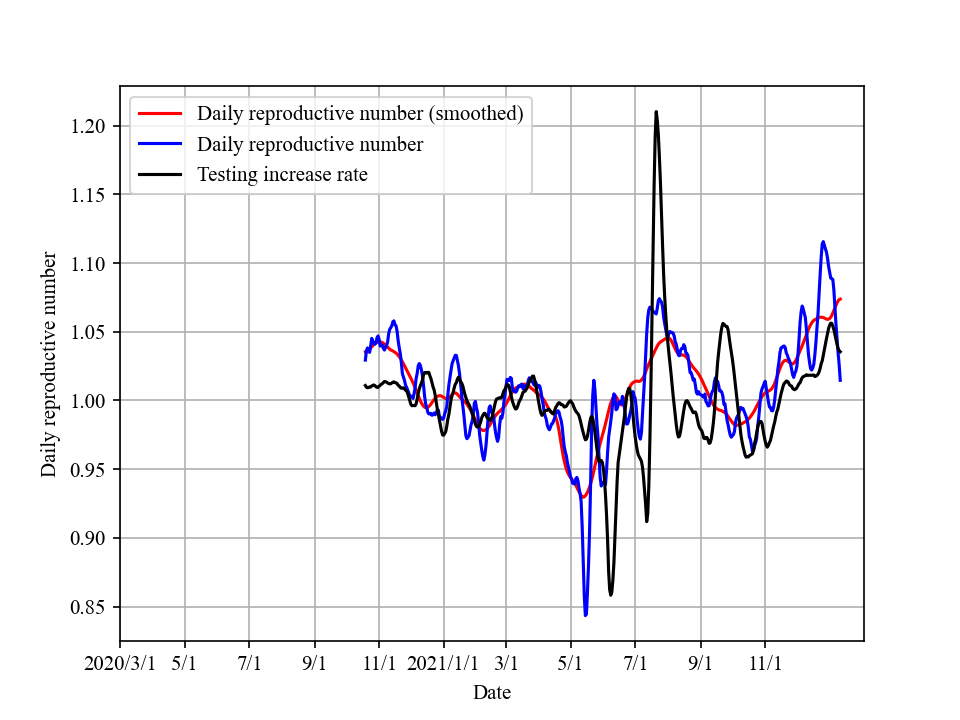 Daily reproductive number (smoothed)
Daily reproductive number
Testing increase rate
1.20
1.15
1.10
1.05
1.00
0.95
0.90
0.85
Daily reproductive number
2020/3/1 5/1 7/1 9/1 11/1 2021/1/1 3/1 5/1 7/1 9/1 11/1
Date